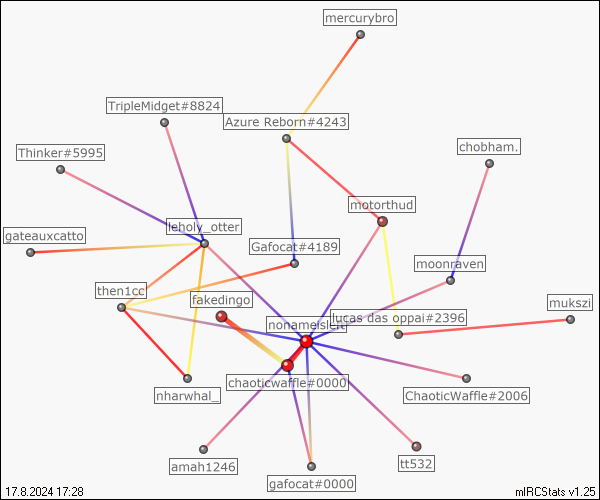 mercurybro
TripleMidget#8824
Azure Reborn#4243
Thinker#5995
chobham.
motorthud
leholy_otter
gateauxcatto
Gafocat#4189
moonraven
then1cc
fakedingo
mukszi
lucas das oppai#2396
chaoticwaffle#0000
nharwhal_
ChaoticWaffle#2006
amah1246
tt532
gafocat#0000
17.8.2024 17:28
mIRCStats v1.25